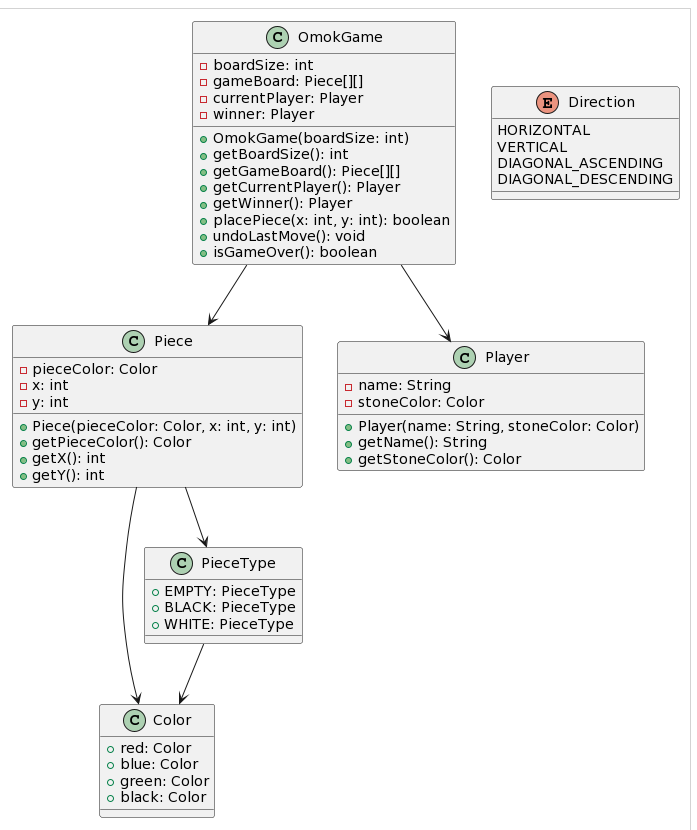 C OmokGame
boardSize: int
gameBoard: Piece[][]
currentPlayer: Player
winner: Player
OmokGame(boardSize: int)
getBoardSize(): int
getGameBoard(): Piece[][]
getCurrentPlayer(): Player
getWinner(): Player
placePiece(x: int, y: int): boolean
undoLastMove(): void
isGameOver(): boolean
E Direction
HORIZONTAL
VERTICAL
DIAGONAL_ASCENDING
DIAGONAL_DESCENDING
C Piece
pieceColor: Color
x: int
y: int
Piece(pieceColor: Color, x: int, y: int)
getPieceColor(): Color
getX(): int
getY(): int
C Player
name: String
stoneColor: Color
Player(name: String, stoneColor: Color)
getName(): String
getStoneColor(): Color
C PieceType
EMPTY: PieceType
BLACK: PieceType
WHITE: PieceType
C Color
red: Color
blue: Color
green: Color
black: Color